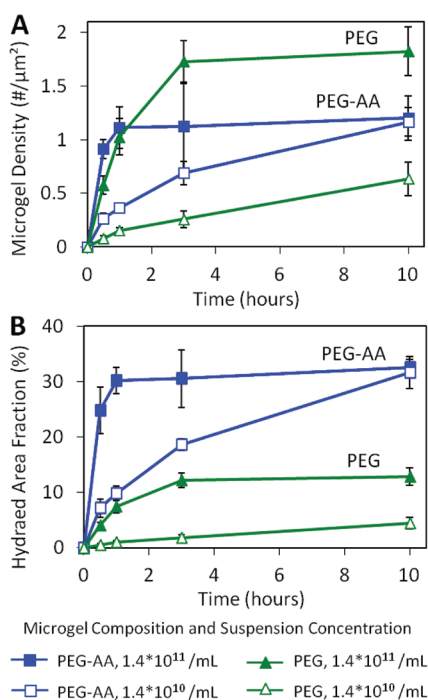 A
2
1.5
1
0.5
0
Microgel Density (#/µm²)
PEG
PEG-AA
0 2 4 6 8 10
Time (hours)
B
40
30
20
10
0
Hydraed Area Fraction (%)
PEG-AA
PEG
0 2 4 6 8 10
Time (hours)
Microgel Composition and Suspension Concentration
PEG-AA, 1.4*10¹¹/mL PEG, 1.4*10¹¹/mL
PEG-AA, 1.4*10¹⁰/mL PEG, 1.4*10¹⁰/mL